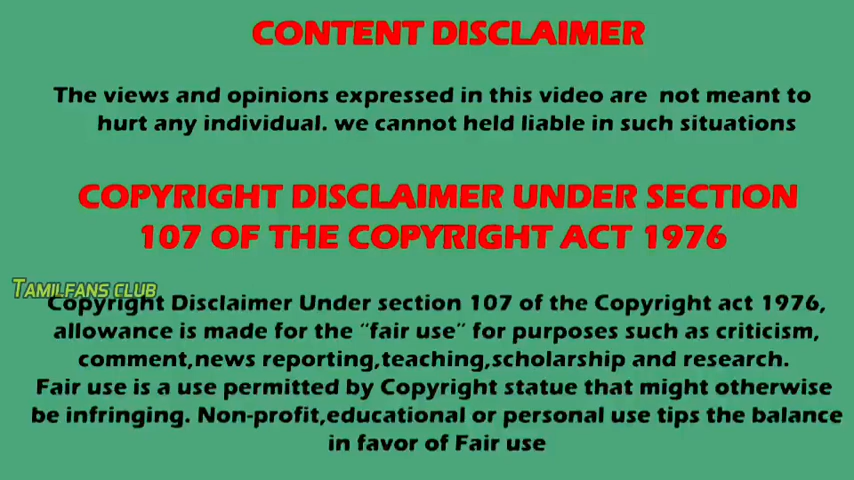 CONTENT DISCLAIMER
The views and opinions expressed in this video are not meant to
hurt any individual. we cannot held liable in such situations
COPYRIGHT DISCLAIMER UNDER SECTION
107 OF THE COPYRIGHT ACT 1976
TAMILFANS CLUB
Copyright Disclaimer Under section 107 of the Copyright act 1976,
allowance is made for the "fair use" for purposes such as criticism,
comment,news reporting,teaching,scholarship and research.
Fair use is a use permitted by Copyright statue that might otherwise
be infringing. Non-profit,educational or personal use tips the balance
in favor of Fair use